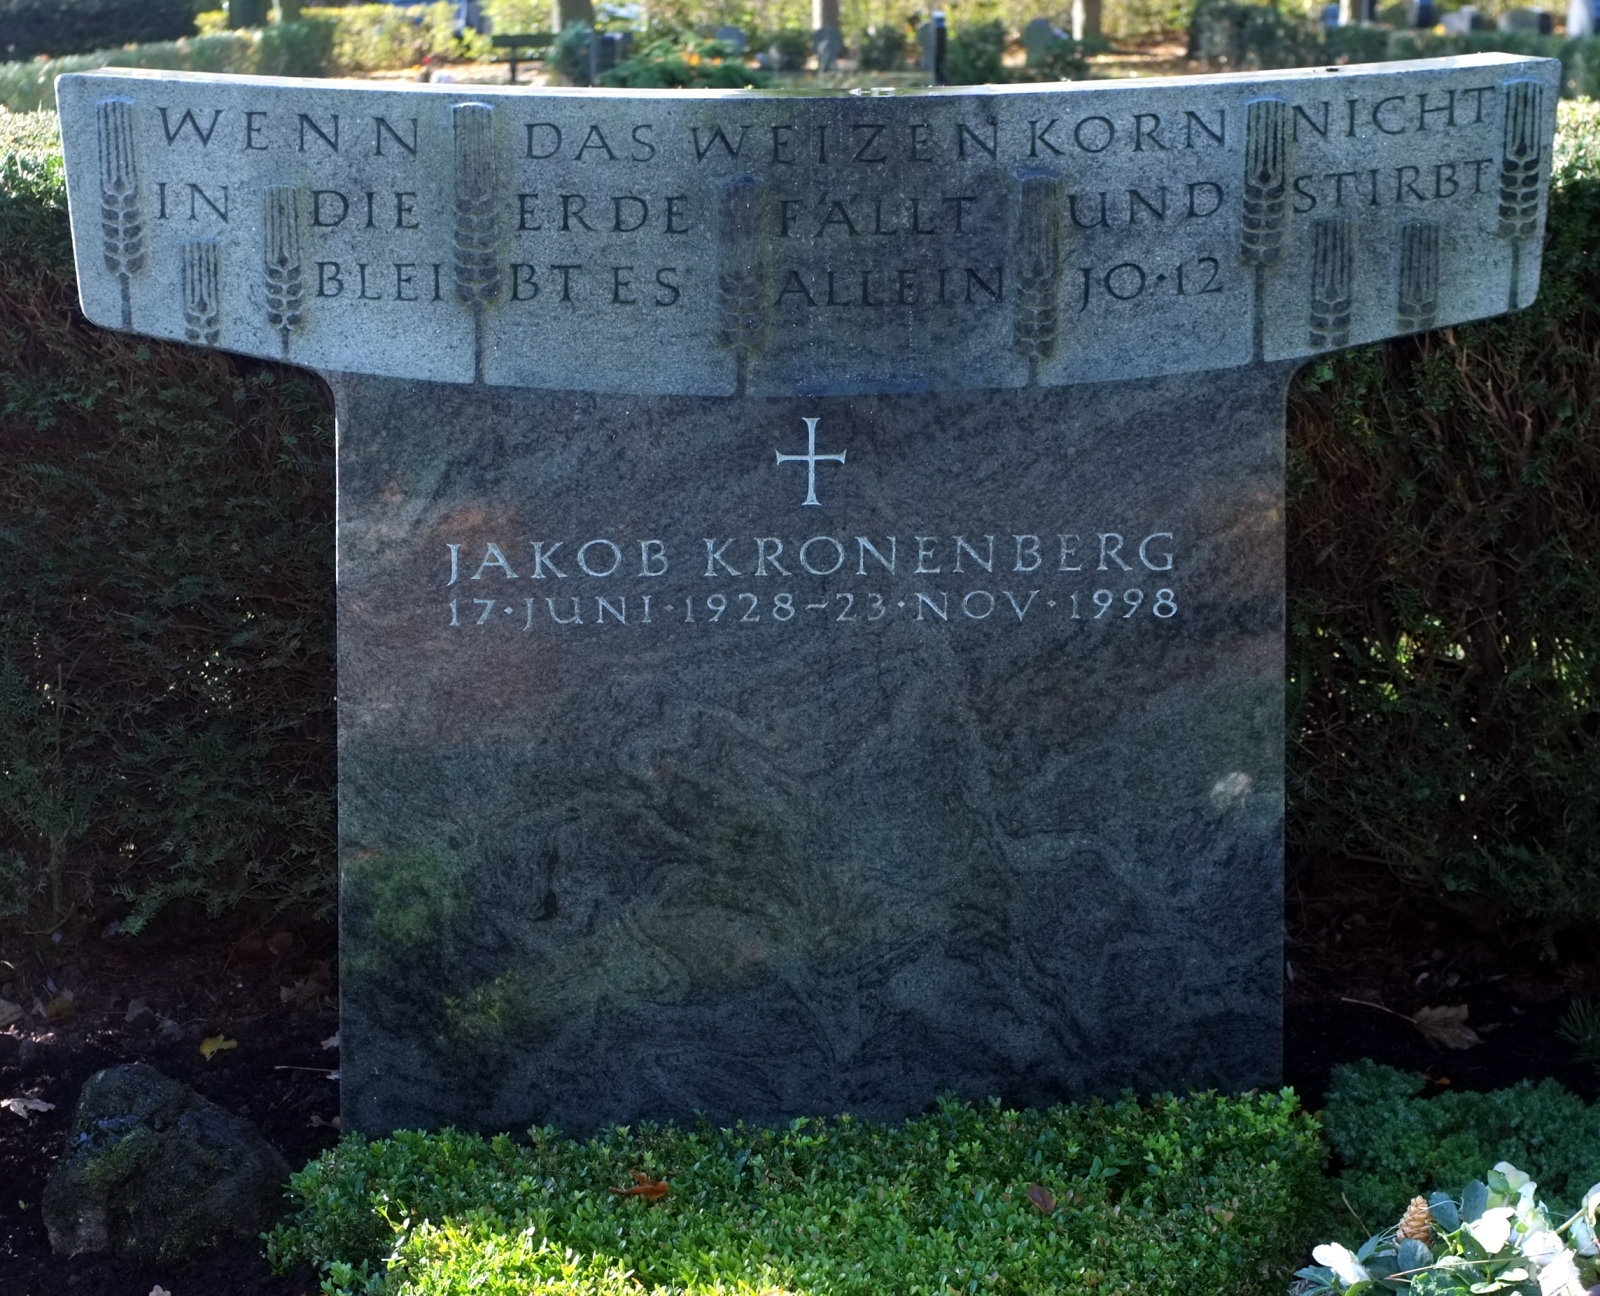 WENN DAS WEIZENKORN NICHT
IN DIE ERDE FÄLLT UND STIRBT
BLEIBT ES ALLEIN JO·12
JAKOB KRONENBERG
17·JUNI·1928-23·NOV·1998